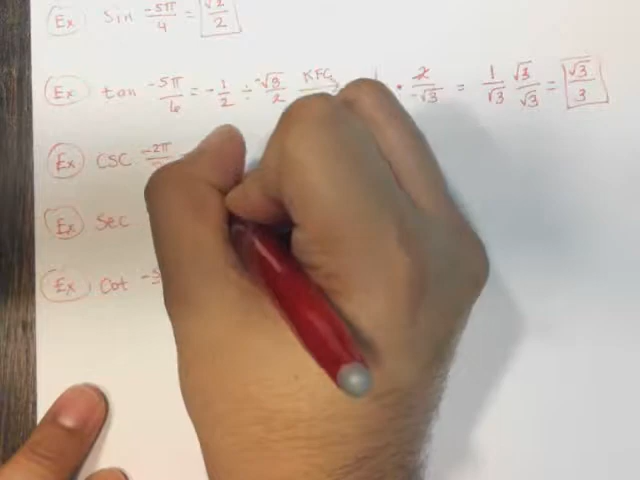 Ex sin -5π/4 = √2/2
Ex tan -5π/6 = -1/2 ÷ -√3/2 KFC * 2/-√3 = 1/√3 √3/√3 = √3/3
Ex CSC -2π
Ex Sec
Ex Cot -5